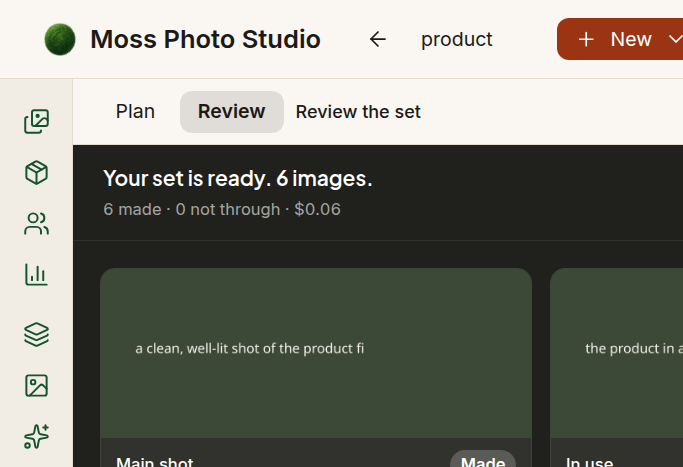 Moss Photo Studio
product
New
Plan
Review
Review the set
Your set is ready. 6 images.
6 made · 0 not through · $0.06
a clean, well-lit shot of the product fi
the product in a
Main shot
Made
In use